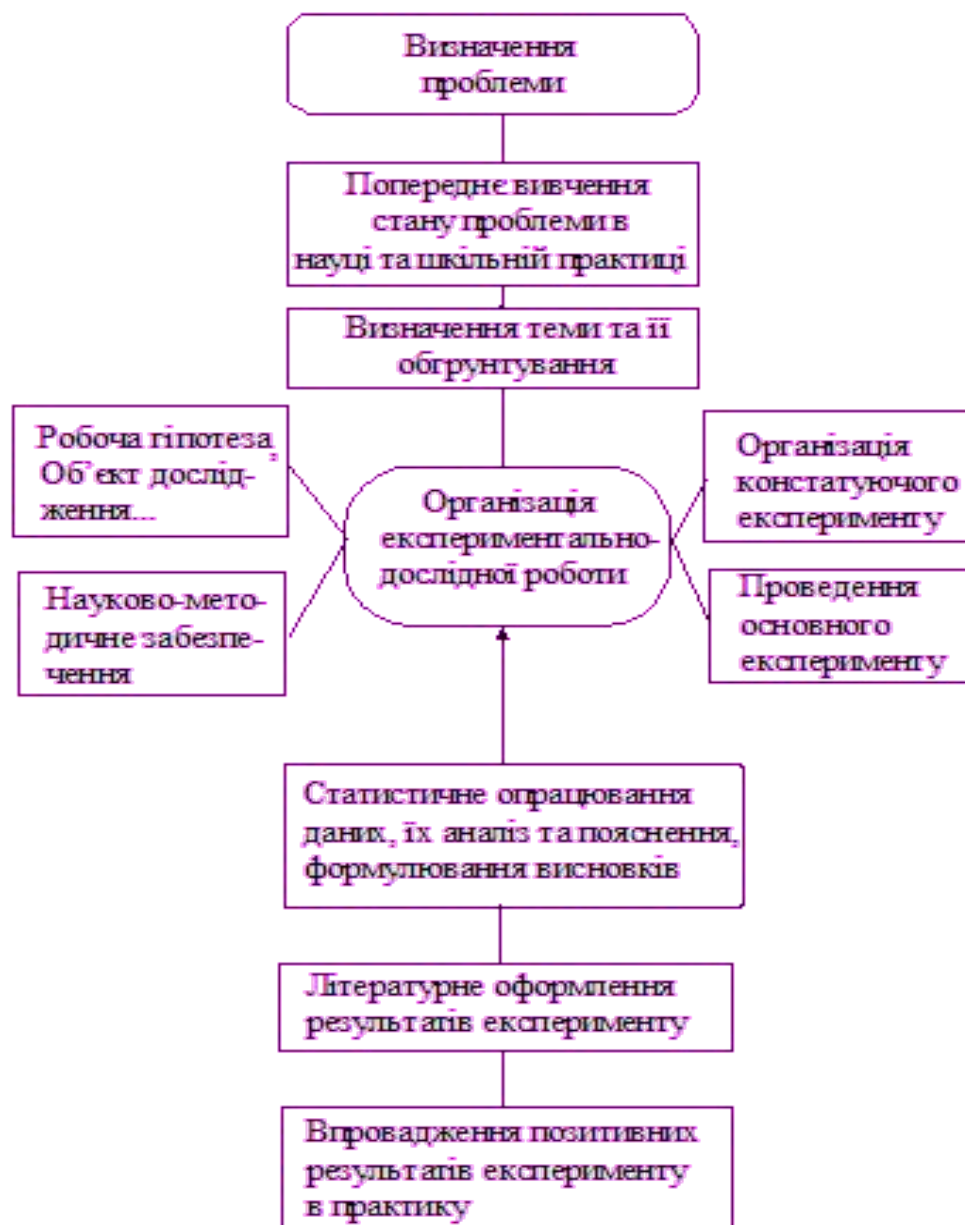 Визначення
проблеми
Попереднє вивчення
стану проблеми в
науці та шкільній практиці
Визначення теми та її
обгрунтування
Робоча гіпотеза,
Об’єкт дослід-
ження...
Організація
експериментально-
дослідної роботи
Організація
констатуючого
експерименту
Науково-мето-
дичне забезпе-
чення
Проведення
основного
експерименту
Статистичне опрацювання
даних, їх аналіз та пояснення,
формулювання висновків
Літературне оформлення
результатів експерименту
Впровадження позитивних
результатів експерименту
в практику